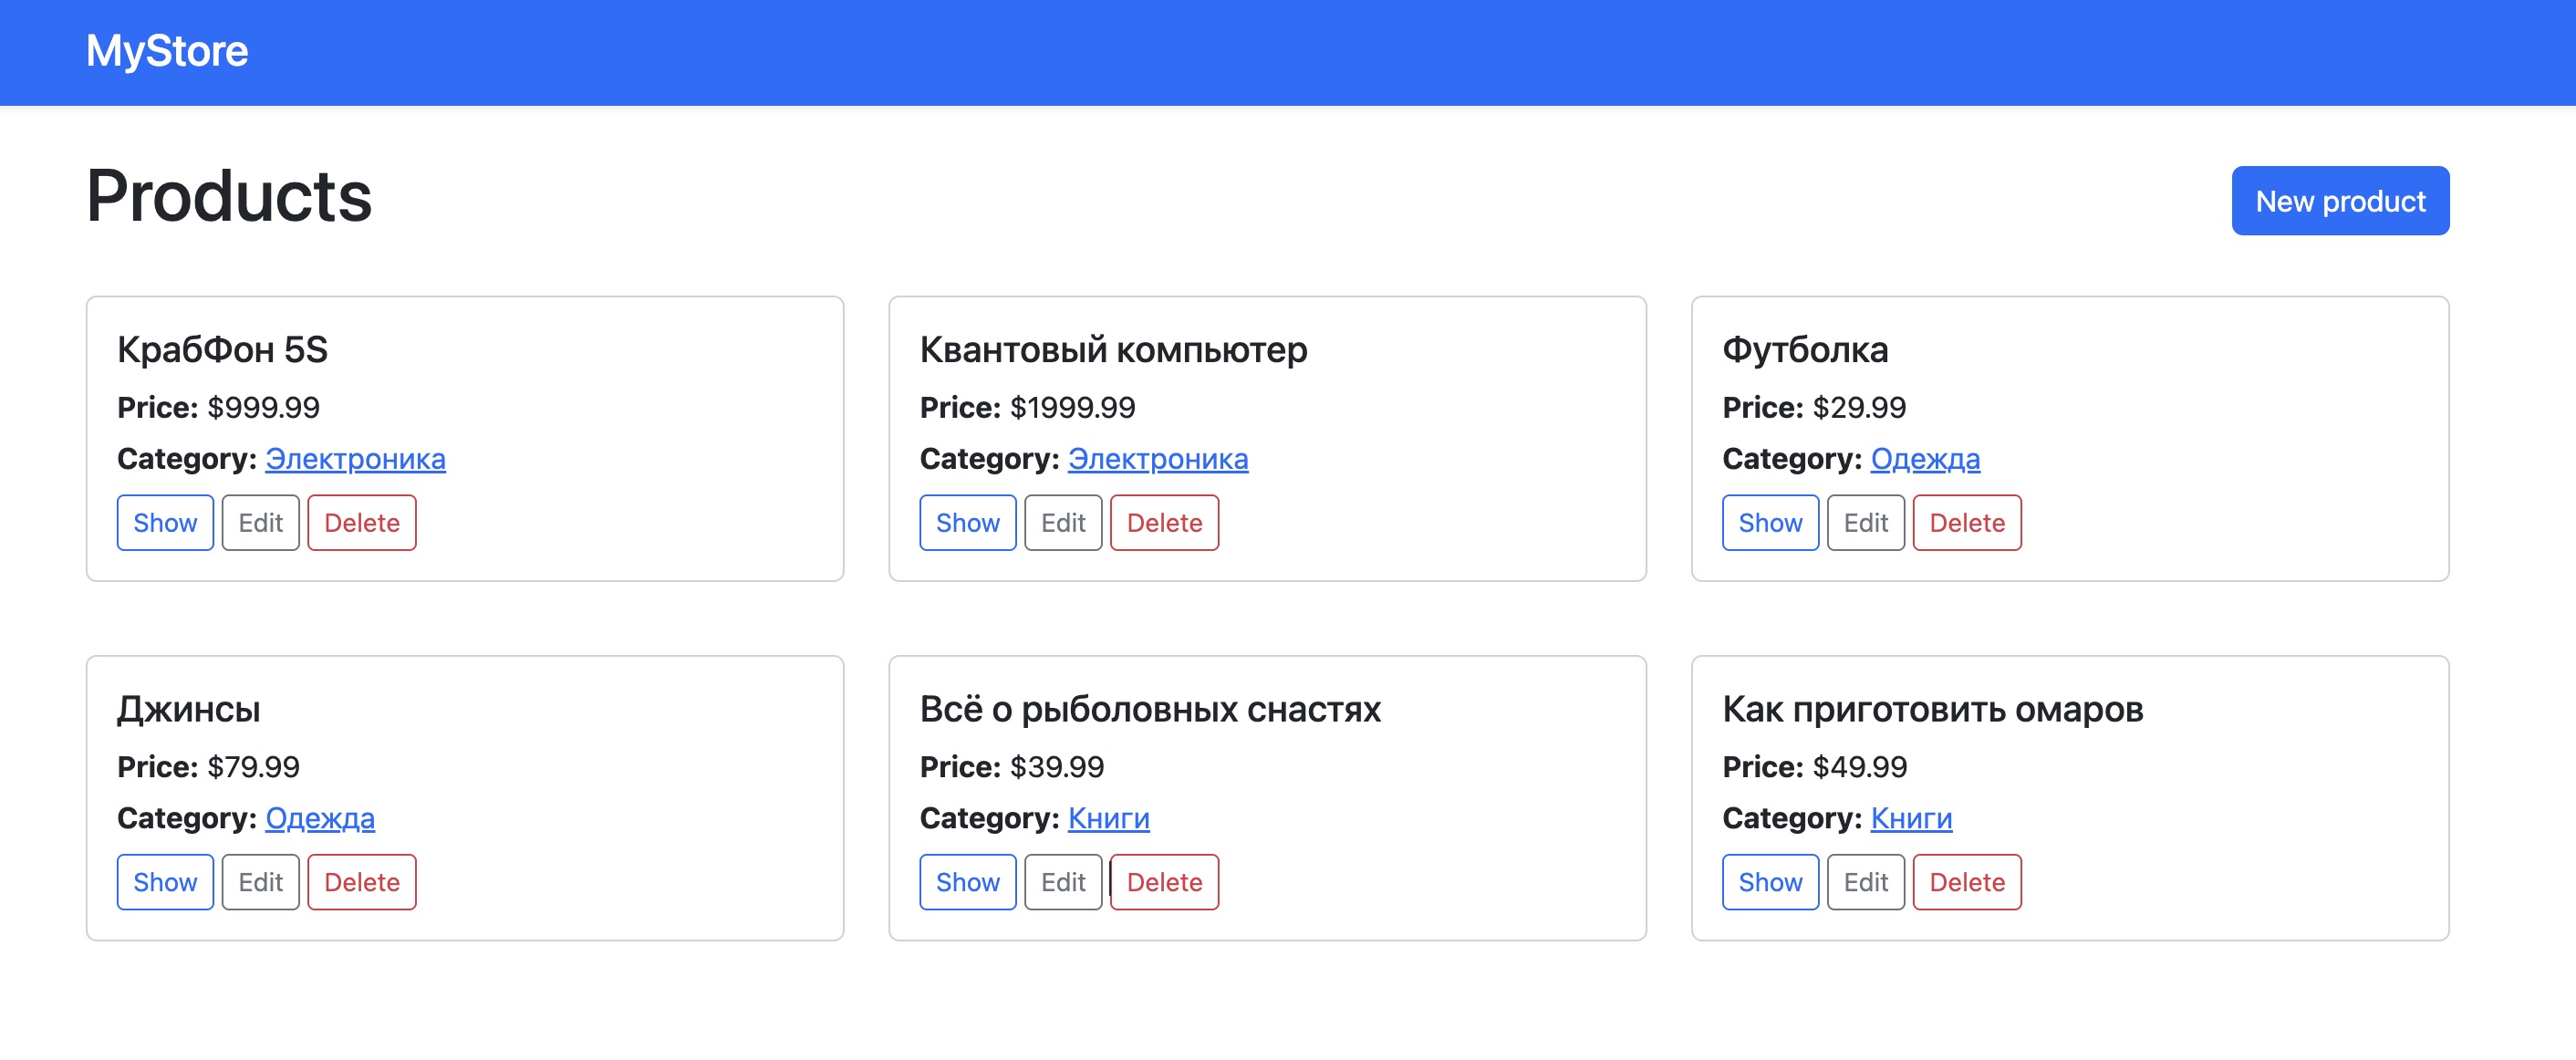 MyStore
Products
New product
КрабФон 5S
Price: $999.99
Category: Электроника
Show Edit Delete
Квантовый компьютер
Price: $1999.99
Category: Электроника
Show Edit Delete
Футболка
Price: $29.99
Category: Одежда
Show Edit Delete
Джинсы
Price: $79.99
Category: Одежда
Show Edit Delete
Всё о рыболовных снастях
Price: $39.99
Category: Книги
Show Edit Delete
Как приготовить омаров
Price: $49.99
Category: Книги
Show Edit Delete